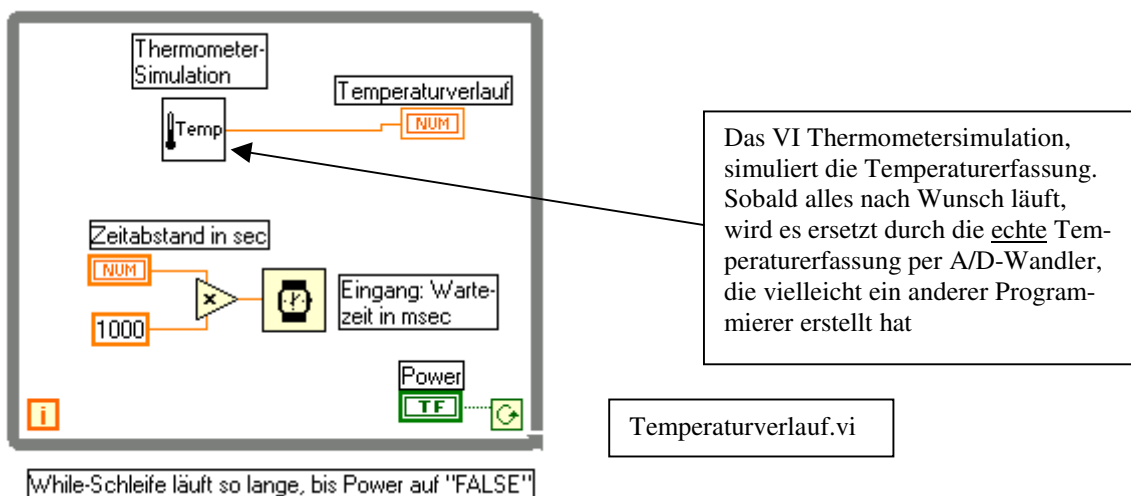 Thermometer-
Simulation
Temp
Temperaturverlauf
NUM
Das VI Thermometersimulation,
simuliert die Temperaturerfassung.
Sobald alles nach Wunsch läuft,
wird es ersetzt durch die echte Tem-
peraturerfassung per A/D-Wandler,
die vielleicht ein anderer Program-
mierer erstellt hat
Zeitabstand in sec
NUM
×
1000
Eingang: Warte-
zeit in msec
Power
TF
i
Temperaturverlauf.vi
While-Schleife läuft so lange, bis Power auf "FALSE"